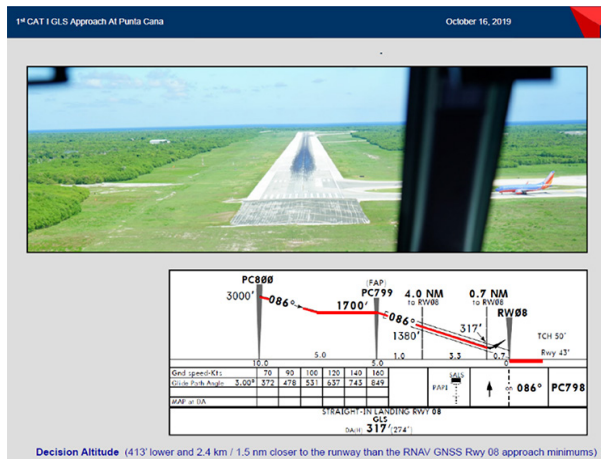 1st CAT I GLS Approach At Punta Cana
October 16, 2019
PC800
3000'
086°
1700'
(FAP)
PC799
086°
4.0 NM
to RW08
1380'
0.7 NM
to RW08
317'
RW08
TCH 50'
Rwy 43'
10.0
5.0
5.0
1.0
3.3
0.7
0
Gnd speed-Kts 70 90 100 120 140 160
Glide Path Angle 3.00° 372 478 531 637 743 849
MAP at DA
SALS
PAPI
on 086° PC798
STRAIGHT-IN LANDING RWY 08
GLS
DA(H) 317' (274')
Decision Altitude (413' lower and 2.4 km / 1.5 nm closer to the runway than the RNAV GNSS Rwy 08 approach minimums)